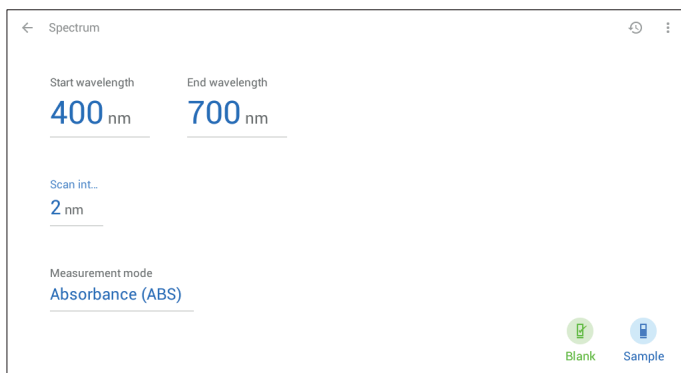 Spectrum
Start wavelength End wavelength
400 nm 700 nm
Scan int...
2 nm
Measurement mode
Absorbance (ABS)
Blank Sample